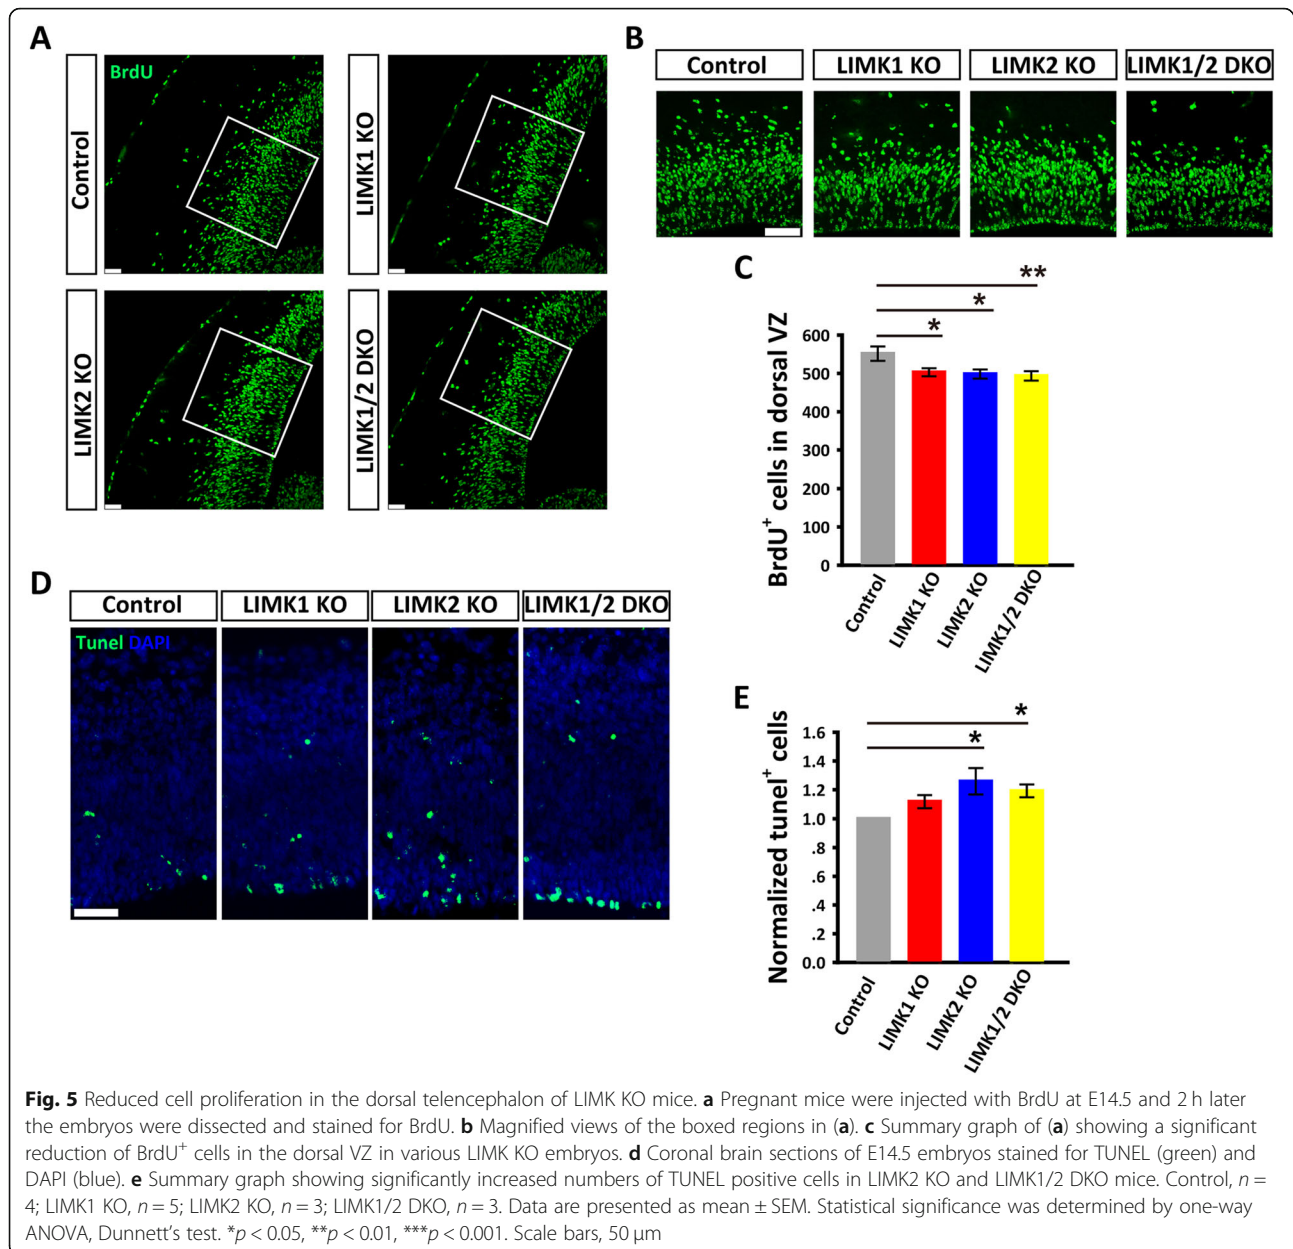 A
BrdU
Control
LIMK1 KO
LIMK2 KO
LIMK1/2 DKO
B
Control LIMK1 KO LIMK2 KO LIMK1/2 DKO
C
**
*
*
BrdU+ cells in dorsal VZ
600
500
400
300
200
100
0
Control
LIMK1 KO
LIMK2 KO
LIMK1/2 DKO
D
Control LIMK1 KO LIMK2 KO LIMK1/2 DKO
Tunel DAPI
E
*
*
Normalized tunel+ cells
1.6
1.4
1.2
1.0
.8
.6
.4
.2
0.0
Control
LIMK1 KO
LIMK2 KO
LIMK1/2 DKO
Fig. 5 Reduced cell proliferation in the dorsal telencephalon of LIMK KO mice. a Pregnant mice were injected with BrdU at E14.5 and 2 h later
the embryos were dissected and stained for BrdU. b Magnified views of the boxed regions in (a). c Summary graph of (a) showing a significant
reduction of BrdU+ cells in the dorsal VZ in various LIMK KO embryos. d Coronal brain sections of E14.5 embryos stained for TUNEL (green) and
DAPI (blue). e Summary graph showing significantly increased numbers of TUNEL positive cells in LIMK2 KO and LIMK1/2 DKO mice. Control, n =
4; LIMK1 KO, n = 5; LIMK2 KO, n = 3; LIMK1/2 DKO, n = 3. Data are presented as mean ± SEM. Statistical significance was determined by one-way
ANOVA, Dunnett's test. *p < 0.05, **p < 0.01, ***p < 0.001. Scale bars, 50 μm